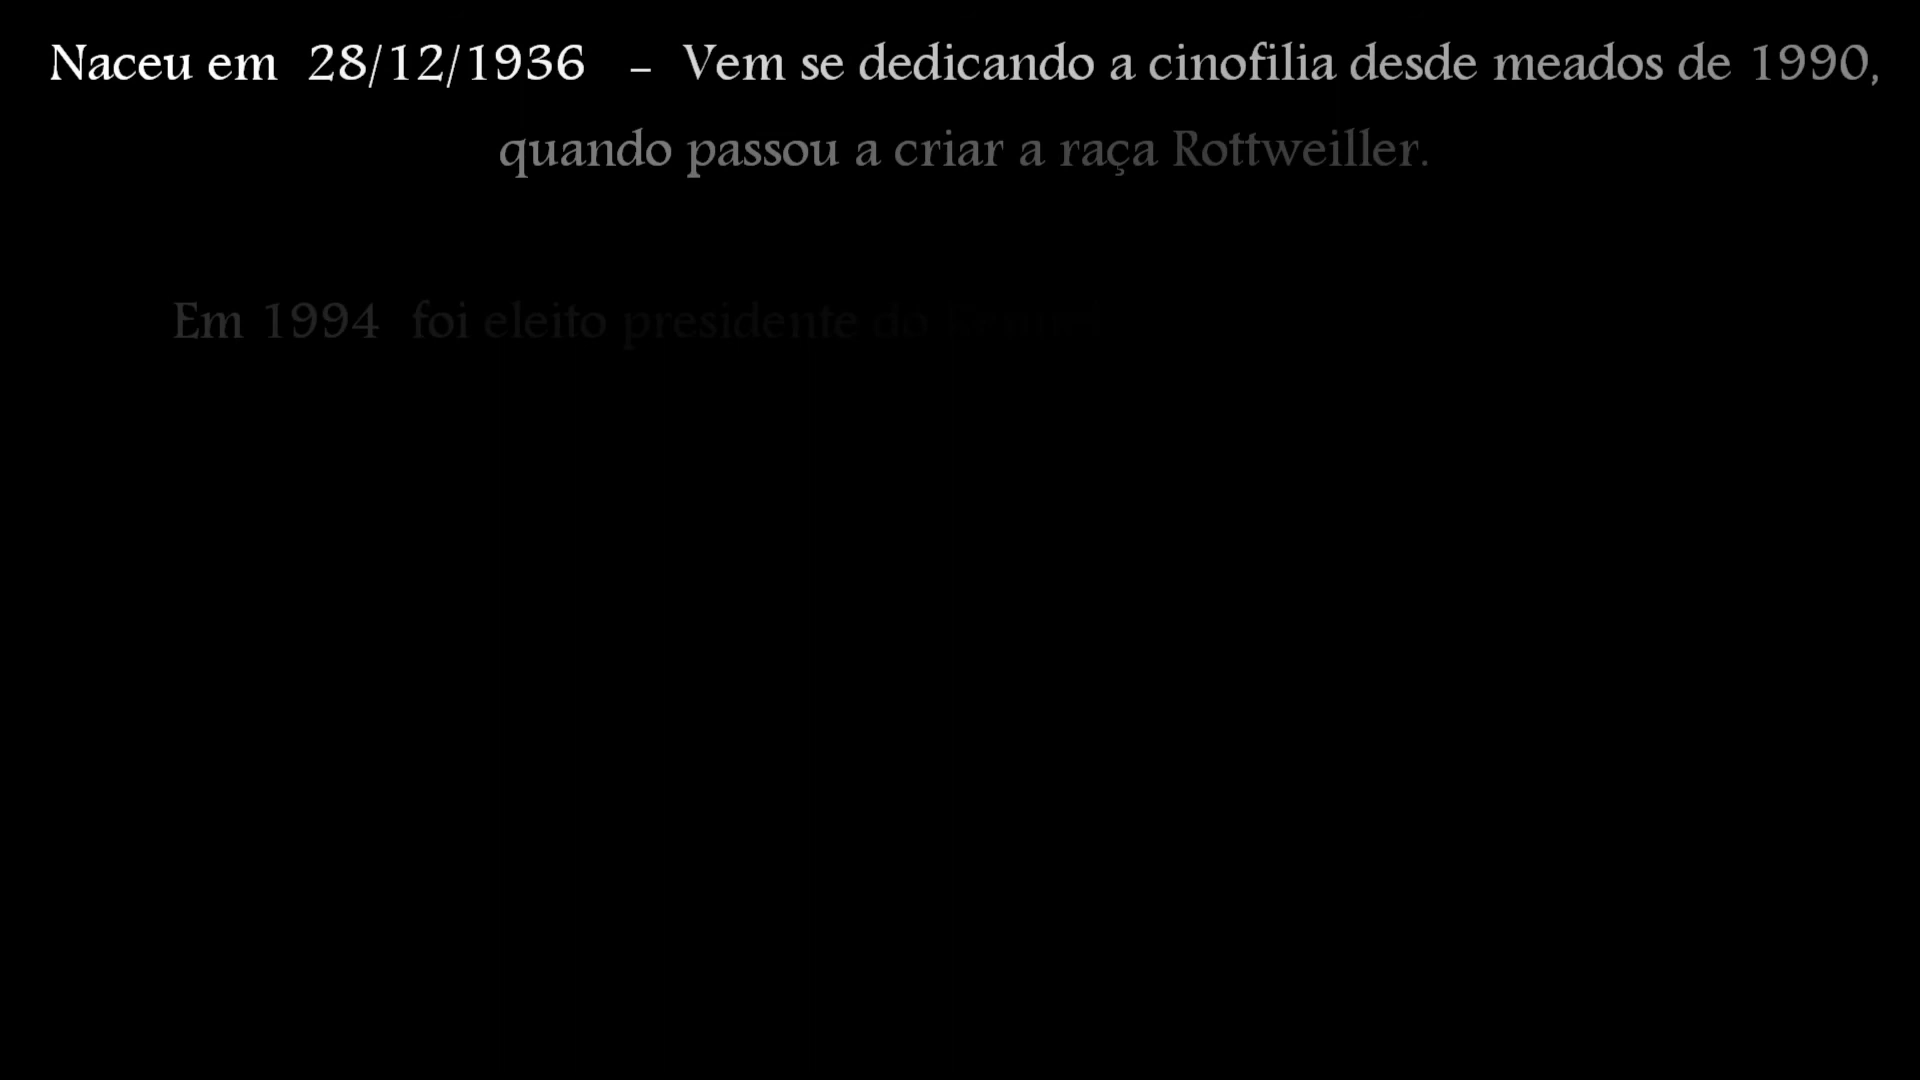 Naceu em 28/12/1936 – Vem se dedicando a cinofilia desde meados de 1990,
quando passou a criar a raça Rottweiller.
Em 1994 foi eleito presidente do Kennel